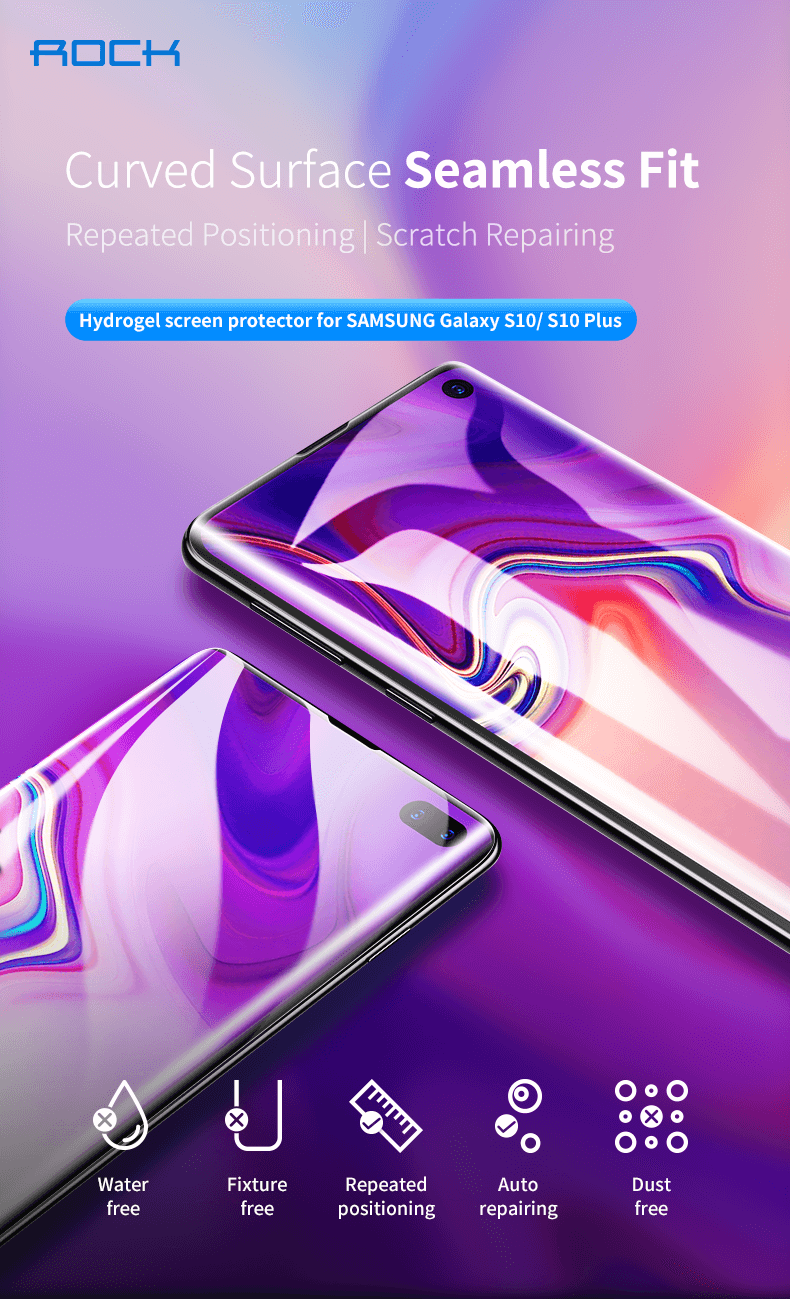 ROCK
Curved Surface Seamless Fit
Repeated Positioning | Scratch Repairing
Hydrogel screen protector for SAMSUNG Galaxy S10/ S10 Plus
Water free
Fixture free
Repeated positioning
Auto repairing
Dust free